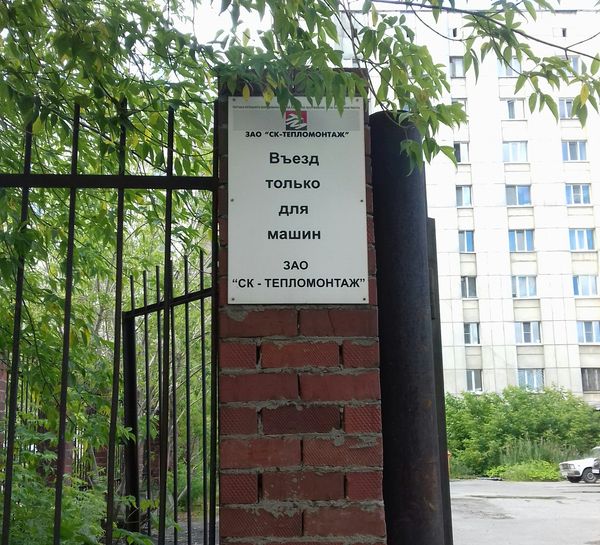 ЗАО "СК-ТЕПЛОМОНТАЖ"
Въезд
только
для
машин
ЗАО
"СК - ТЕПЛОМОНТАЖ"